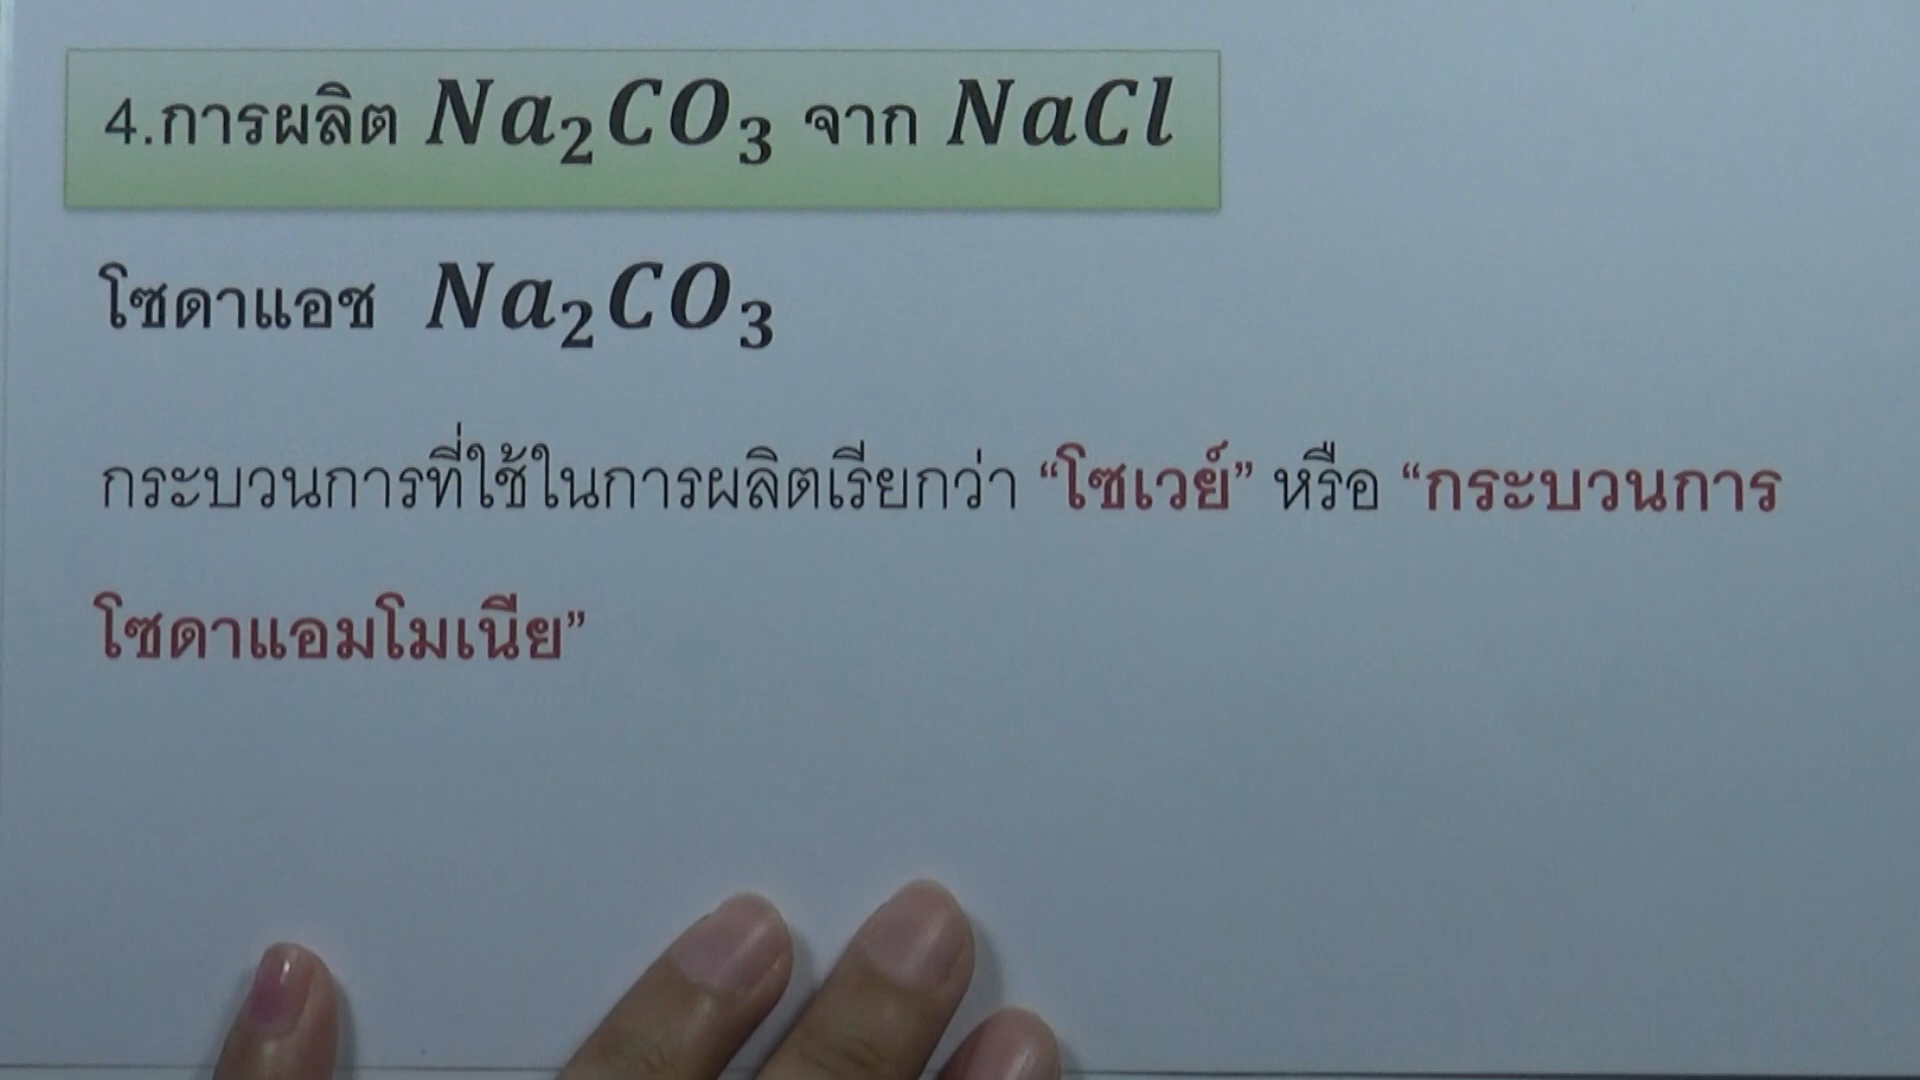 4.การผลิต Na₂CO₃ จาก NaCl
โซดาแอช Na₂CO₃
กระบวนการที่ใช้ในการผลิตเรียกว่า “โซเวย์” หรือ “กระบวนการ
โซดาแอมโมเนีย”